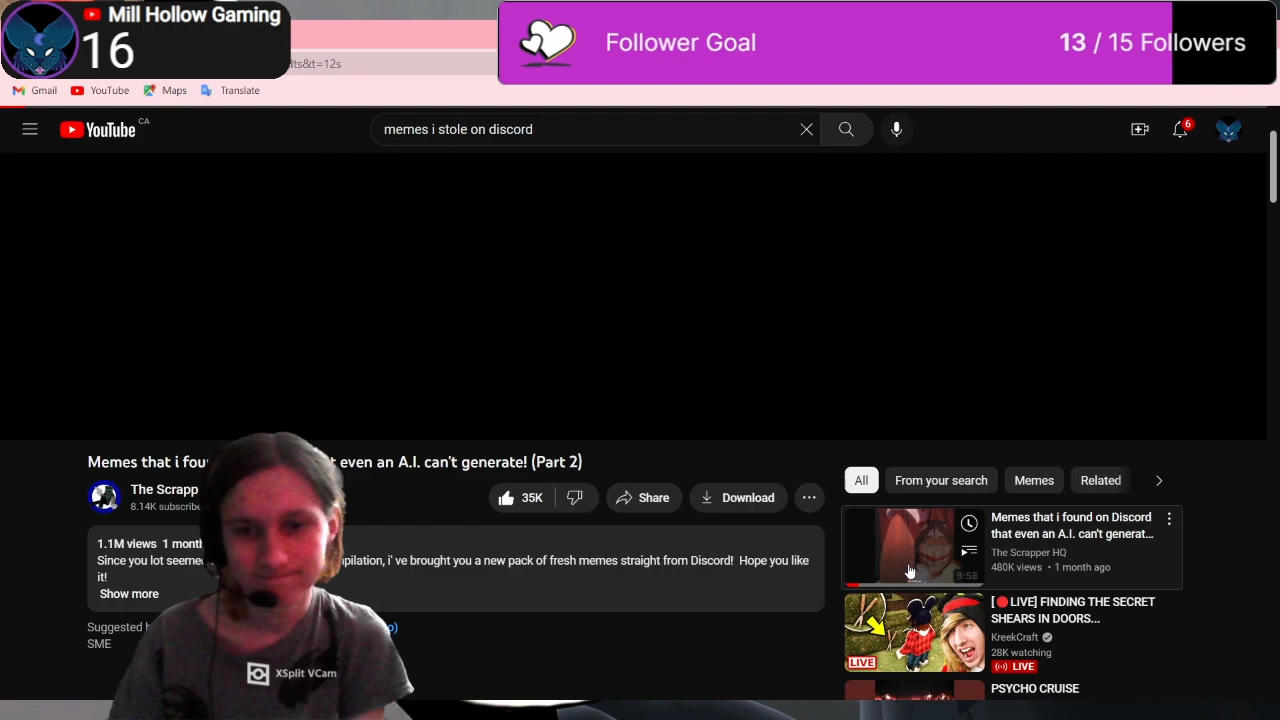 Mill Hollow Gaming
16
Follower Goal
13 / 15 Followers
lts&t=12s
Gmail
YouTube
Maps
Translate
YouTube CA
memes i stole on discord
6
Memes that i fou
t even an A.I. can't generate! (Part 2)
The Scrapp
8.14K subscribe
35K
Share
Download
1.1M views 1 month
Since you lot seeme
pilation, i've brought you a new pack of fresh memes straight from Discord! Hope you like
it!
Show more
Suggested b
o)
SME
XSplit VCam
All
From your search
Memes
Related
Memes that i found on Discord
that even an A.I. can't generat...
The Scrapper HQ
480K views • 1 month ago
9:58
[🔴LIVE] FINDING THE SECRET
SHEARS IN DOORS...
KreekCraft
28K watching
LIVE
LIVE
PSYCHO CRUISE